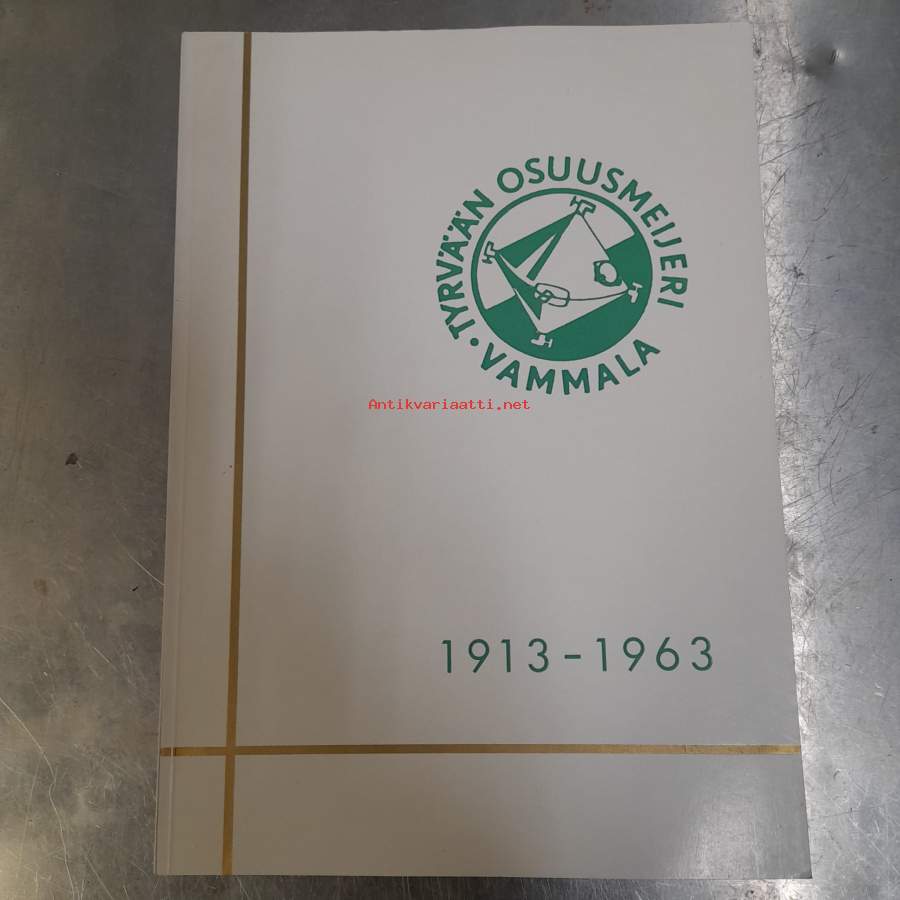 TYRVÄÄN OSUUSMEIJERI
• VAMMALA
Antikvariaatti.net
1913-1963